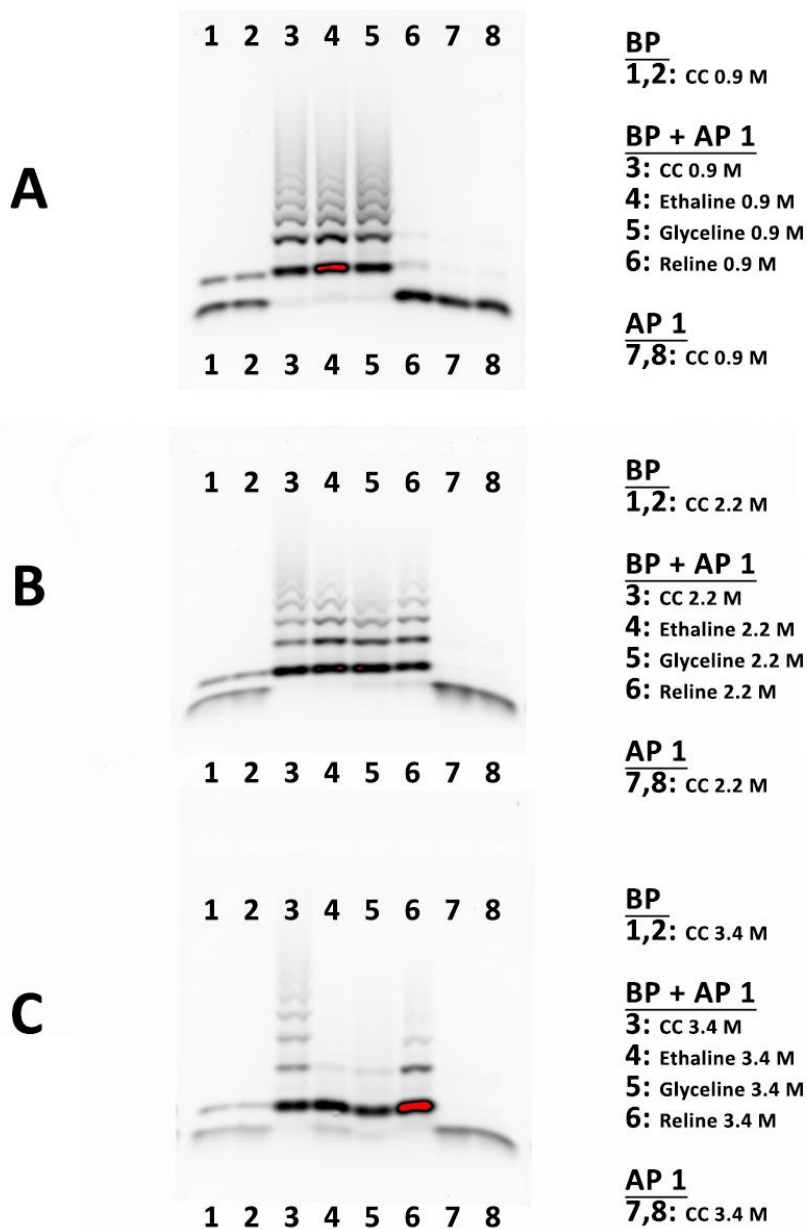 1 2 3 4 5 6 7 8
A
1 2 3 4 5 6 7 8
BP
1,2: CC 0.9 M
BP + AP 1
3: CC 0.9 M
4: Ethaline 0.9 M
5: Glyceline 0.9 M
6: Reline 0.9 M
AP 1
7,8: CC 0.9 M
1 2 3 4 5 6 7 8
B
1 2 3 4 5 6 7 8
BP
1,2: CC 2.2 M
BP + AP 1
3: CC 2.2 M
4: Ethaline 2.2 M
5: Glyceline 2.2 M
6: Reline 2.2 M
AP 1
7,8: CC 2.2 M
1 2 3 4 5 6 7 8
C
1 2 3 4 5 6 7 8
BP
1,2: CC 3.4 M
BP + AP 1
3: CC 3.4 M
4: Ethaline 3.4 M
5: Glyceline 3.4 M
6: Reline 3.4 M
AP 1
7,8: CC 3.4 M